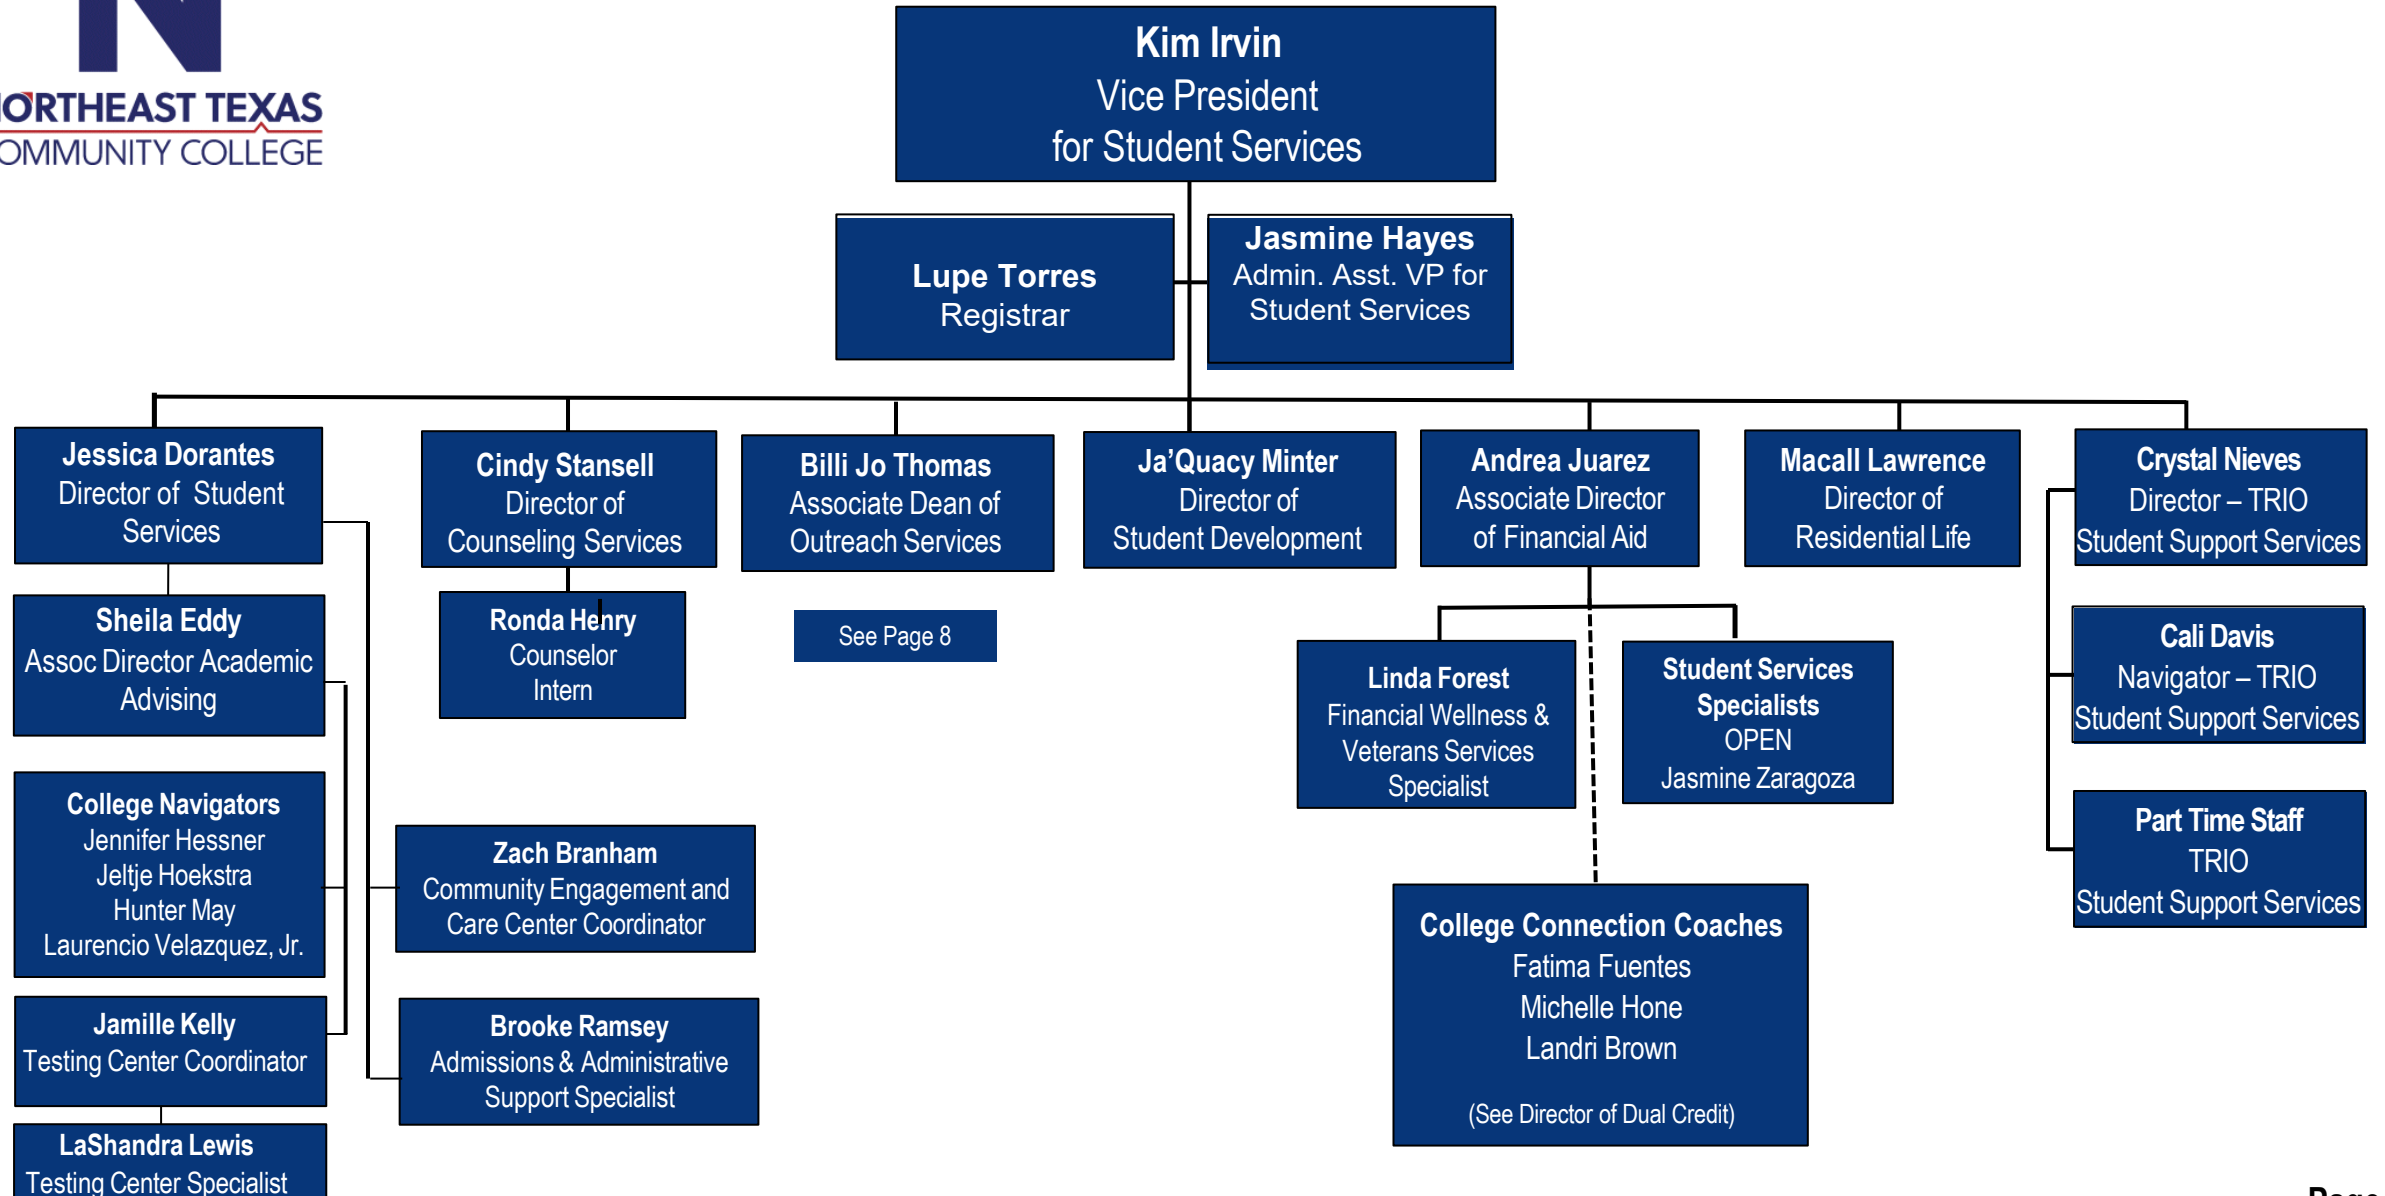 NORTHEAST TEXAS
COMMUNITY COLLEGE
Kim Irvin
Vice President
for Student Services
Lupe Torres
Registrar
Jasmine Hayes
Admin. Asst. VP for
Student Services
Jessica Dorantes
Director of Student
Services
Cindy Stansell
Director of
Counseling Services
Billi Jo Thomas
Associate Dean of
Outreach Services
Ja’Quacy Minter
Director of
Student Development
Andrea Juarez
Associate Director
of Financial Aid
Macall Lawrence
Director of
Residential Life
Crystal Nieves
Director – TRIO
Student Support Services
Sheila Eddy
Assoc Director Academic
Advising
Ronda Henry
Counselor
Intern
See Page 8
Linda Forest
Financial Wellness &
Veterans Services
Specialist
Student Services
Specialists
OPEN
Jasmine Zaragoza
Cali Davis
Navigator – TRIO
Student Support Services
College Navigators
Jennifer Hessner
Jeltje Hoekstra
Hunter May
Laurencio Velazquez, Jr.
Zach Branham
Community Engagement and
Care Center Coordinator
Part Time Staff
TRIO
Student Support Services
College Connection Coaches
Fatima Fuentes
Michelle Hone
Landri Brown
(See Director of Dual Credit)
Jamille Kelly
Testing Center Coordinator
Brooke Ramsey
Admissions & Administrative
Support Specialist
LaShandra Lewis
Testing Center Specialist
Page